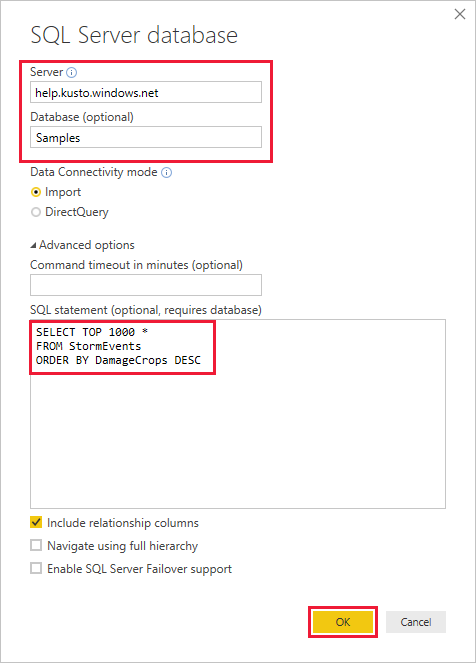 SQL Server database
Server
help.kusto.windows.net
Database (optional)
Samples
Data Connectivity mode
Import
DirectQuery
Advanced options
Command timeout in minutes (optional)
SQL statement (optional, requires database)
SELECT TOP 1000 *
FROM StormEvents
ORDER BY DamageCrops DESC
Include relationship columns
Navigate using full hierarchy
Enable SQL Server Failover support
OK Cancel